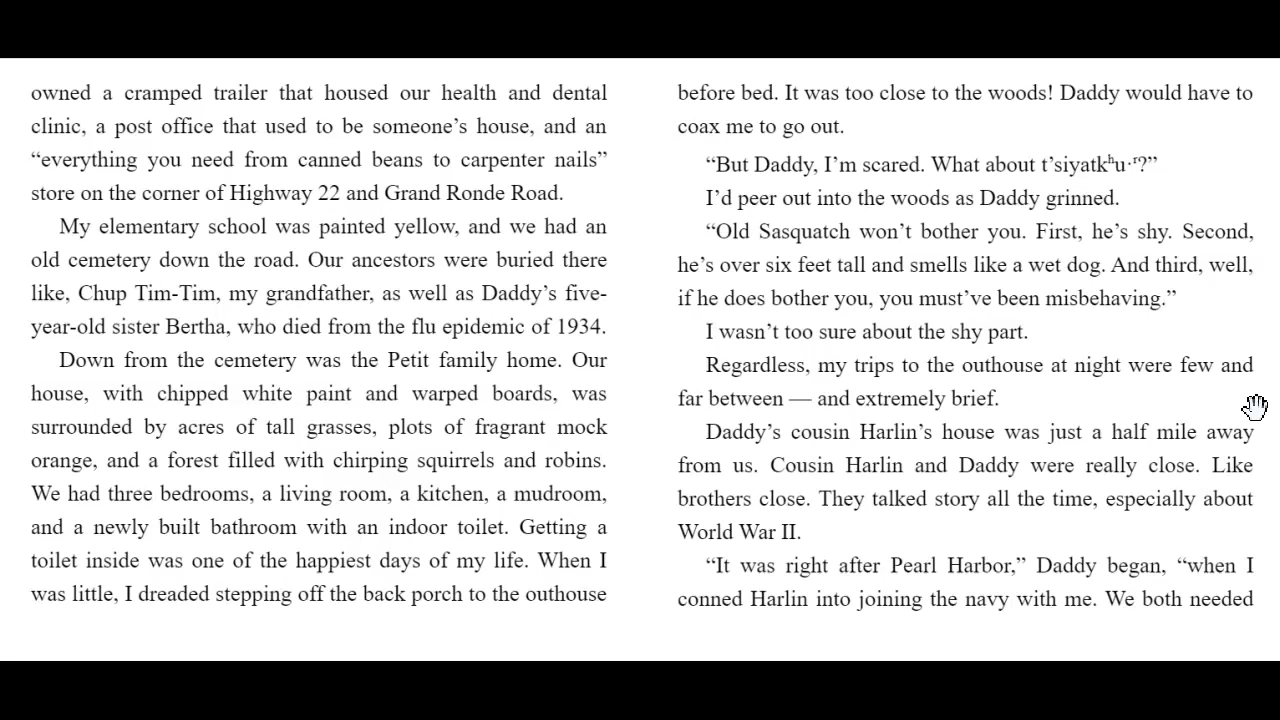 owned a cramped trailer that housed our health and dental
clinic, a post office that used to be someone’s house, and an
“everything you need from canned beans to carpenter nails”
store on the corner of Highway 22 and Grand Ronde Road.
My elementary school was painted yellow, and we had an
old cemetery down the road. Our ancestors were buried there
like, Chup Tim-Tim, my grandfather, as well as Daddy’s five-
year-old sister Bertha, who died from the flu epidemic of 1934.
Down from the cemetery was the Petit family home. Our
house, with chipped white paint and warped boards, was
surrounded by acres of tall grasses, plots of fragrant mock
orange, and a forest filled with chirping squirrels and robins.
We had three bedrooms, a living room, a kitchen, a mudroom,
and a newly built bathroom with an indoor toilet. Getting a
toilet inside was one of the happiest days of my life. When I
was little, I dreaded stepping off the back porch to the outhouse
before bed. It was too close to the woods! Daddy would have to
coax me to go out.
“But Daddy, I’m scared. What about t’siyatkʰu·ʳ?”
I’d peer out into the woods as Daddy grinned.
“Old Sasquatch won’t bother you. First, he’s shy. Second,
he’s over six feet tall and smells like a wet dog. And third, well,
if he does bother you, you must’ve been misbehaving.”
I wasn’t too sure about the shy part.
Regardless, my trips to the outhouse at night were few and
far between — and extremely brief.
Daddy’s cousin Harlin’s house was just a half mile away
from us. Cousin Harlin and Daddy were really close. Like
brothers close. They talked story all the time, especially about
World War II.
“It was right after Pearl Harbor,” Daddy began, “when I
conned Harlin into joining the navy with me. We both needed